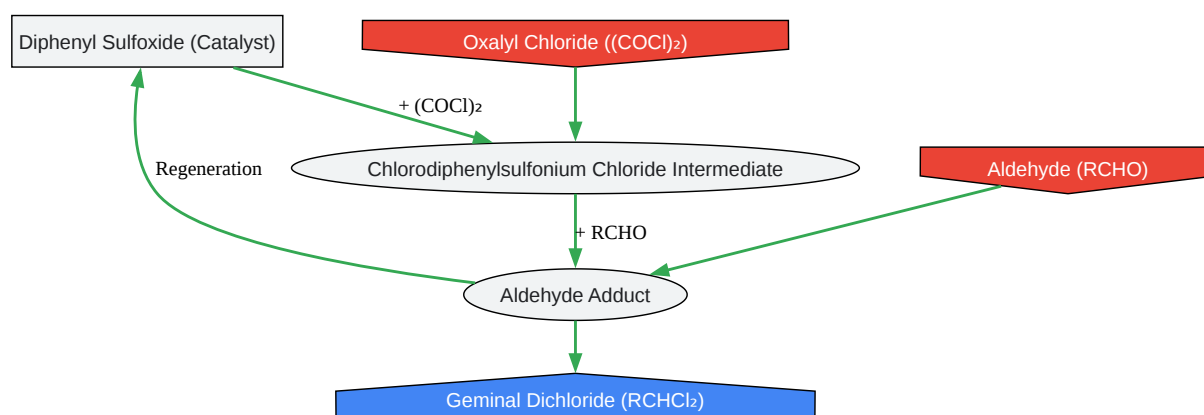 Diphenyl Sulfoxide (Catalyst)
Oxalyl Chloride ((COCl)₂)
+ (COCl)₂
Regeneration
Chlorodiphenylsulfonium Chloride Intermediate
Aldehyde (RCHO)
+ RCHO
Aldehyde Adduct
Geminal Dichloride (RCHCl₂)